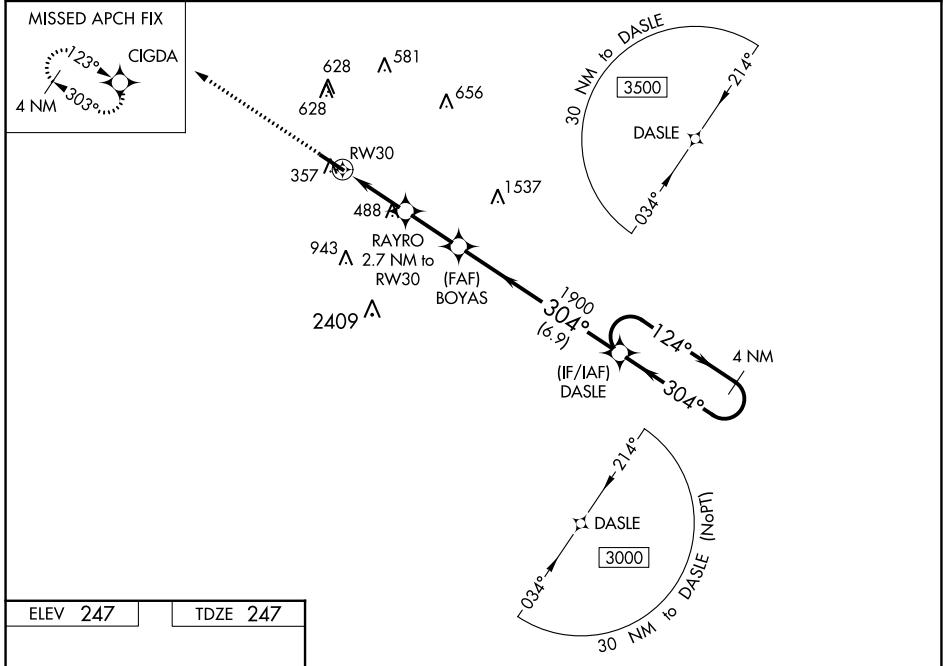 MISSED APCH FIX
CIGDA
123°
303°
4 NM
628
628
581
656
30 NM to DASLE
3500
214°
DASLE
034°
RW30
357
1537
488
RAYRO
2.7 NM to
RW30
943
(FAF)
BOYAS
2409
1900
304°
(6.9)
(IF/IAF)
DASLE
124°
4 NM
304°
214°
DASLE
3000
034°
30 NM to DASLE (NoPT)
ELEV 247
TDZE 247